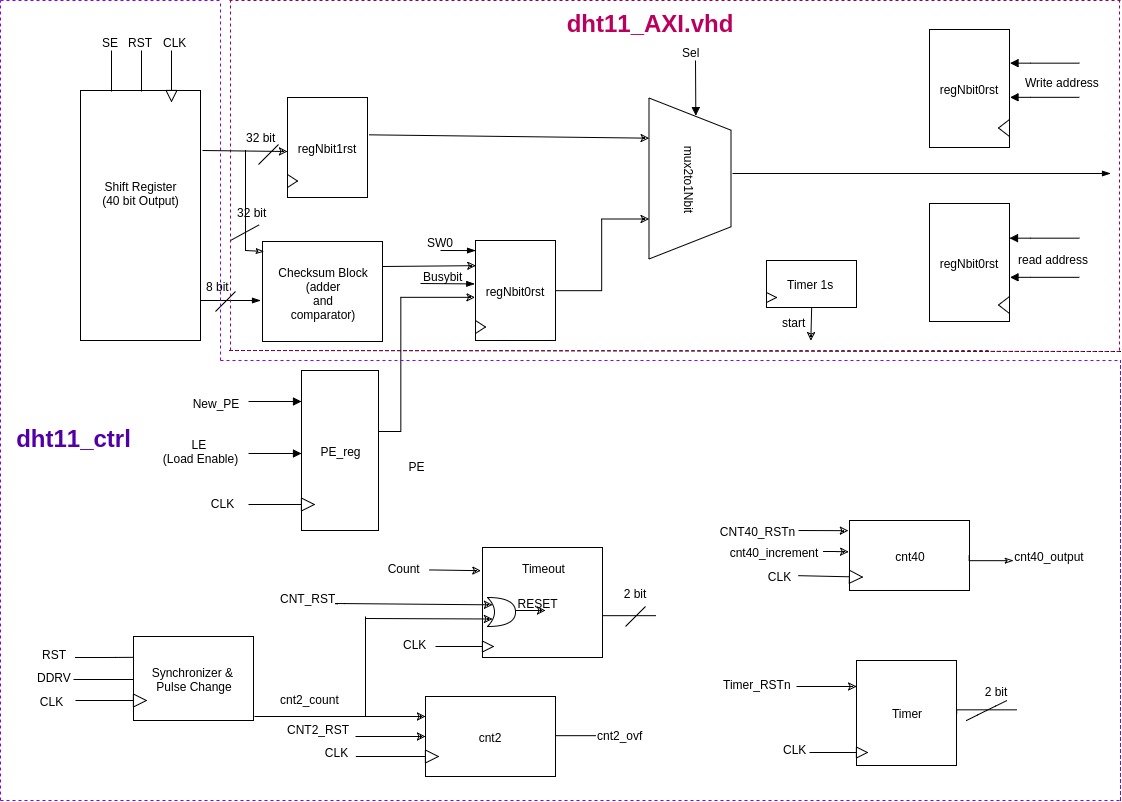 dht11_AXI.vhd
SE RST CLK
Sel
Write address
regNbit0rst
32 bit
regNbit1rst
mux2to1Nbit
Shift Register
(40 bit Output)
32 bit
SW0
Checksum Block
(adder
and
comparator)
Busybit
8 bit
regNbit0rst
Timer 1s
start
read address
regNbit0rst
New_PE
dht11_ctrl
LE
(Load Enable)
PE_reg
PE
CLK
CNT40_RSTn
cnt40_increment
CLK
cnt40
cnt40_output
Count
Timeout
CNT_RST
RESET
2 bit
CLK
RST
DDRV
CLK
Synchronizer &
Pulse Change
cnt2_count
CNT2_RST
CLK
cnt2
cnt2_ovf
Timer_RSTn
Timer
2 bit
CLK